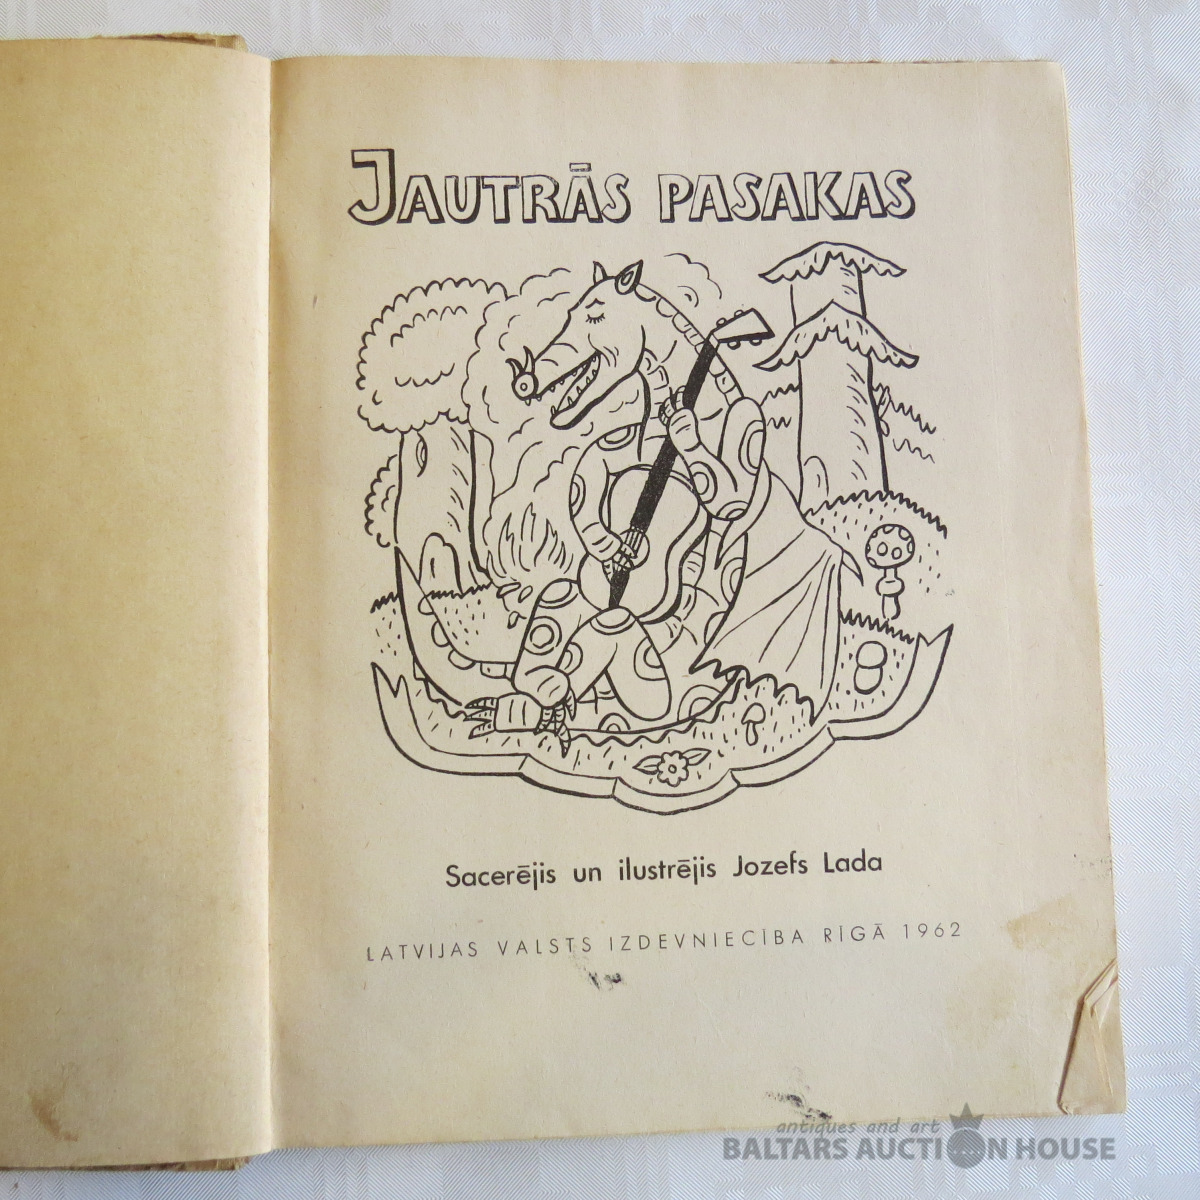 JAUTRĀS PASAKAS
Sacerējis un ilustrējis Jozefs Lada
LATVIJAS VALSTS IZDEVNIECĪBA RĪGĀ 1962
antiques and art
BALTARS AUCTION HOUSE